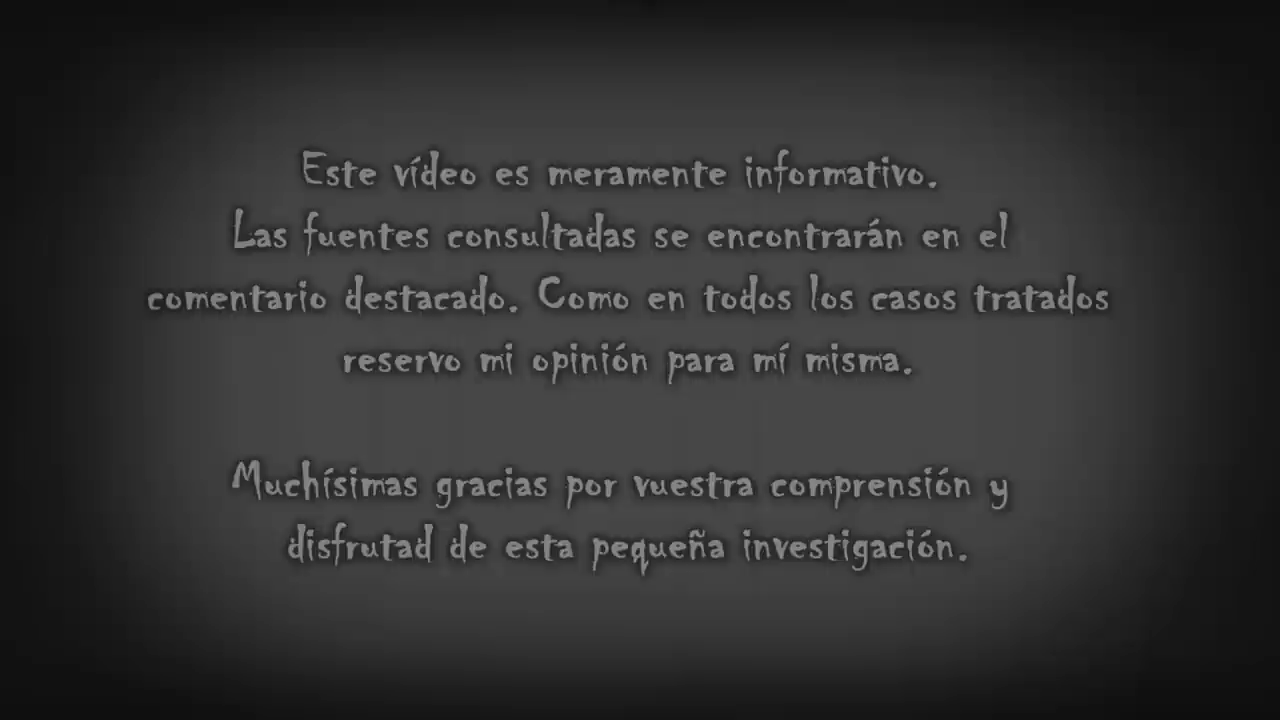 Este vídeo es meramente informativo.
Las fuentes consultadas se encontrarán en el
comentario destacado. Como en todos los casos tratados
reservo mi opinión para mí misma.
Muchísimas gracias por vuestra comprensión y
disfrutad de esta pequeña investigación.